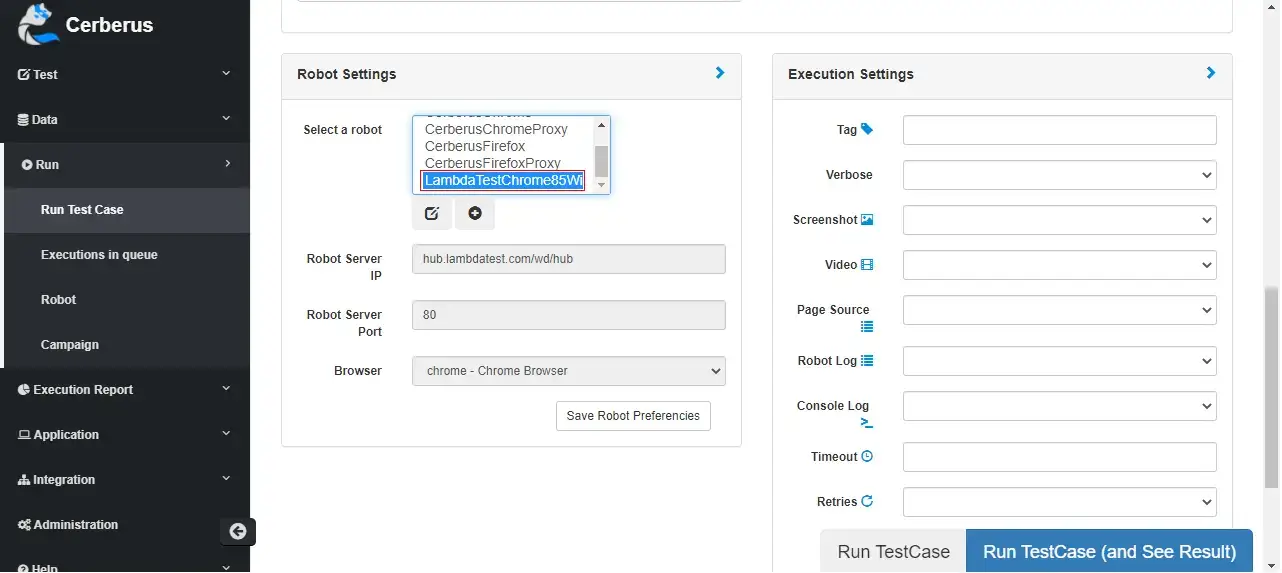 Cerberus
Test
Data
Run
Run Test Case
Executions in queue
Robot
Campaign
Execution Report
Application
Integration
Administration
Help
Robot Settings
Select a robot
CerberusChromeProxy
CerberusFirefox
CerberusFirefoxProxy
LambdaTestChrome85Wi
Robot Server
IP
hub.lambdatest.com/wd/hub
Robot Server
Port
80
Browser
chrome - Chrome Browser
Save Robot Preferencies
Execution Settings
Tag
Verbose
Screenshot
Video
Page Source
Robot Log
Console Log
Timeout
Retries
Run TestCase
Run TestCase (and See Result)